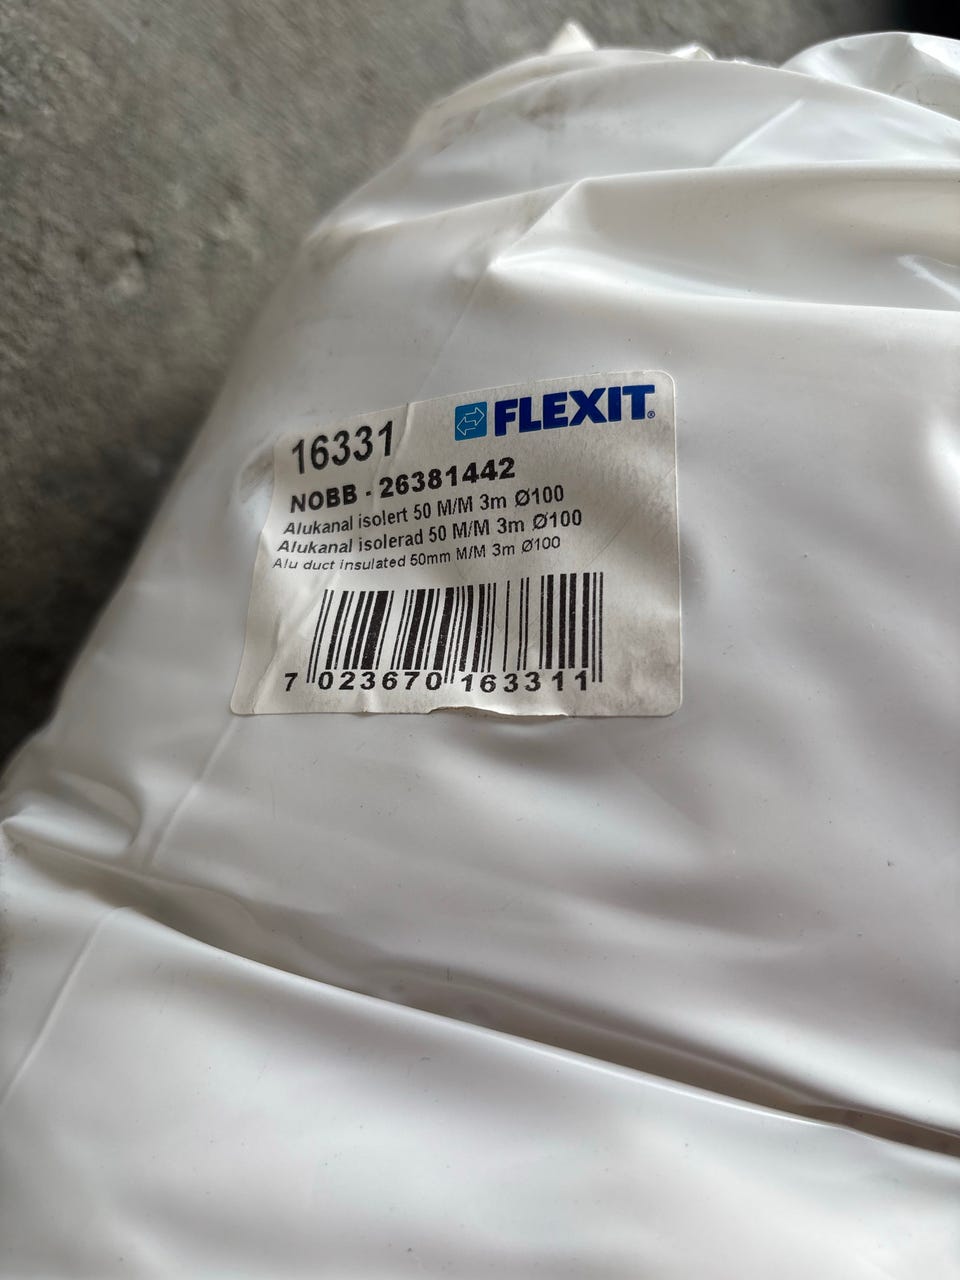 16331
FLEXIT®
NOBB - 26381442
Alukanal isolert 50 M/M 3m Ø100
Alukanal isolerad 50 M/M 3m Ø100
Alu duct insulated 50mm M/M 3m Ø100
7 023670 163311